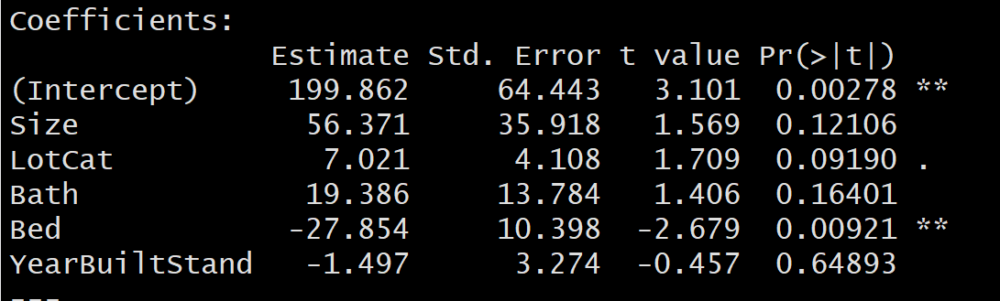 Coefficients:
Estimate Std. Error t value Pr(>|t|)
(Intercept) 199.862 64.443 3.101 0.00278 **
Size 56.371 35.918 1.569 0.12106
LotCat 7.021 4.108 1.709 0.09190 .
Bath 19.386 13.784 1.406 0.16401
Bed -27.854 10.398 -2.679 0.00921 **
YearBuiltStand -1.497 3.274 -0.457 0.64893
---